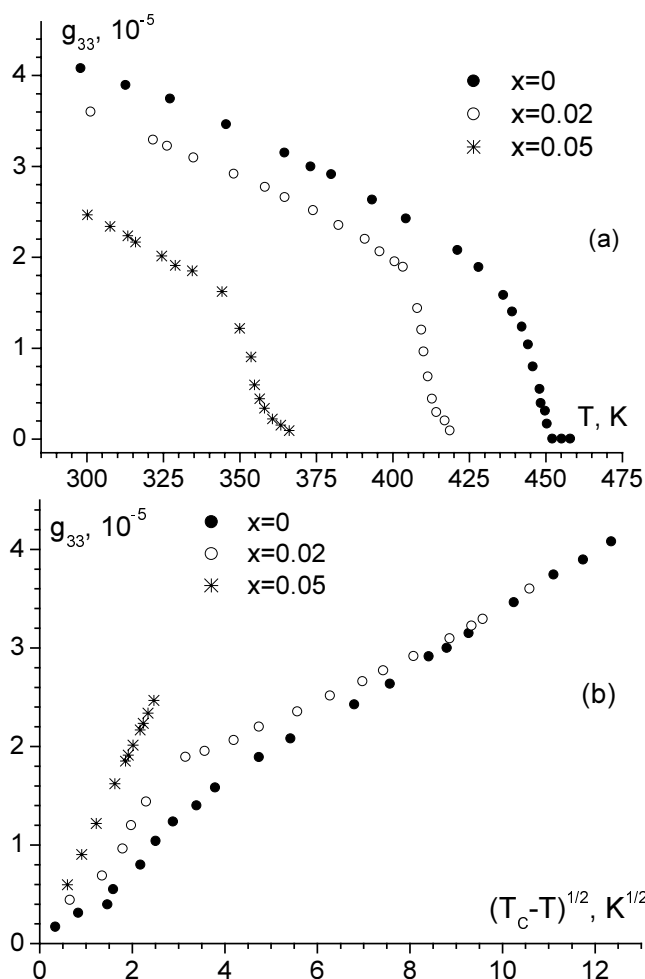 g33, 10-5
x=0
x=0.02
x=0.05
(a)
T, K
4
3
2
1
0
300 325 350 375 400 425 450 475
g33, 10-5
x=0
x=0.02
x=0.05
(b)
(TC-T)1/2, K1/2
4
3
2
1
0
0 2 4 6 8 10 12